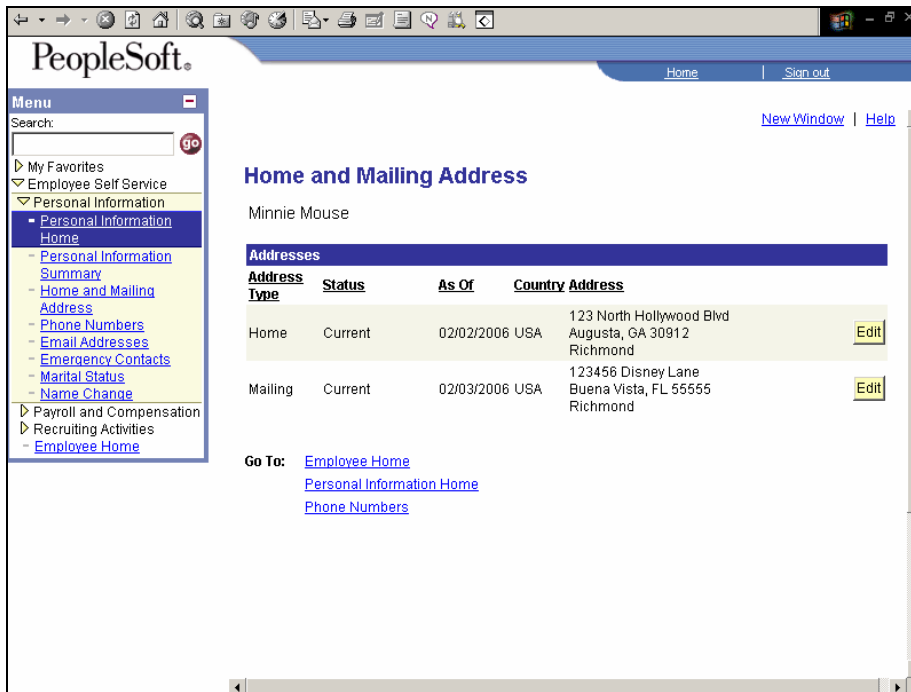 PeopleSoft®
Home | Sign out
Menu
Search:
go
My Favorites
Employee Self Service
Personal Information
- Personal Information
Home
- Personal Information
Summary
- Home and Mailing
Address
- Phone Numbers
- Email Addresses
- Emergency Contacts
- Marital Status
- Name Change
Payroll and Compensation
Recruiting Activities
- Employee Home
New Window | Help
Home and Mailing Address
Minnie Mouse
Addresses
Address
Type
Status
As Of
Country
Address
Home
Current
02/02/2006
USA
123 North Hollywood Blvd
Augusta, GA 30912
Richmond
Edit
Mailing
Current
02/03/2006
USA
123456 Disney Lane
Buena Vista, FL 55555
Richmond
Edit
Go To:
Employee Home
Personal Information Home
Phone Numbers